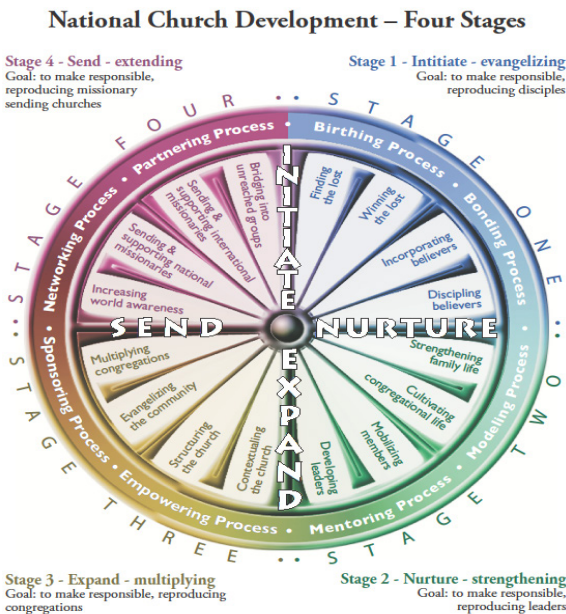 National Church Development – Four Stages
Stage 4 - Send - extending
Goal: to make responsible,
reproducing missionary
sending churches
Stage 1 - Intitiate - evangelizing
Goal: to make responsible,
reproducing disciples
STAGE ONE
Birthing Process • Bonding Process
Finding
the lost
Winning
the lost
Incorporating
believers
Discipling
believers
STAGE TWO
Modeling Process • Mentoring Process
Strengthening
family life
Cultivating
congregational life
Mobilizing
members
Developing
leaders
STAGE THREE
Empowering Process • Sponsoring Process
Contextualing
the church
Structuring
the church
Evangelizing
the community
Multiplying
congregations
STAGE FOUR
Networking Process • Partnering Process
Increasing
world awareness
Sending &
supporting national
missionaries
Sending &
supporting international
missionaries
Bridging into
unreached groups
INITIATE
SEND
NURTURE
EXPAND
Stage 3 - Expand - multiplying
Goal: to make responsible, reproducing
congregations
Stage 2 - Nurture - strengthening
Goal: to make responsible,
reproducing leaders